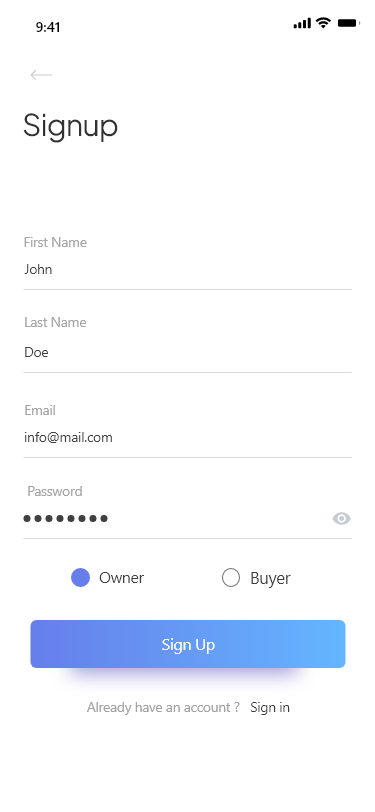 9:41
Signup
First Name
John
Last Name
Doe
Email
info@mail.com
Password
Owner Buyer
Sign Up
Already have an account ? Sign in